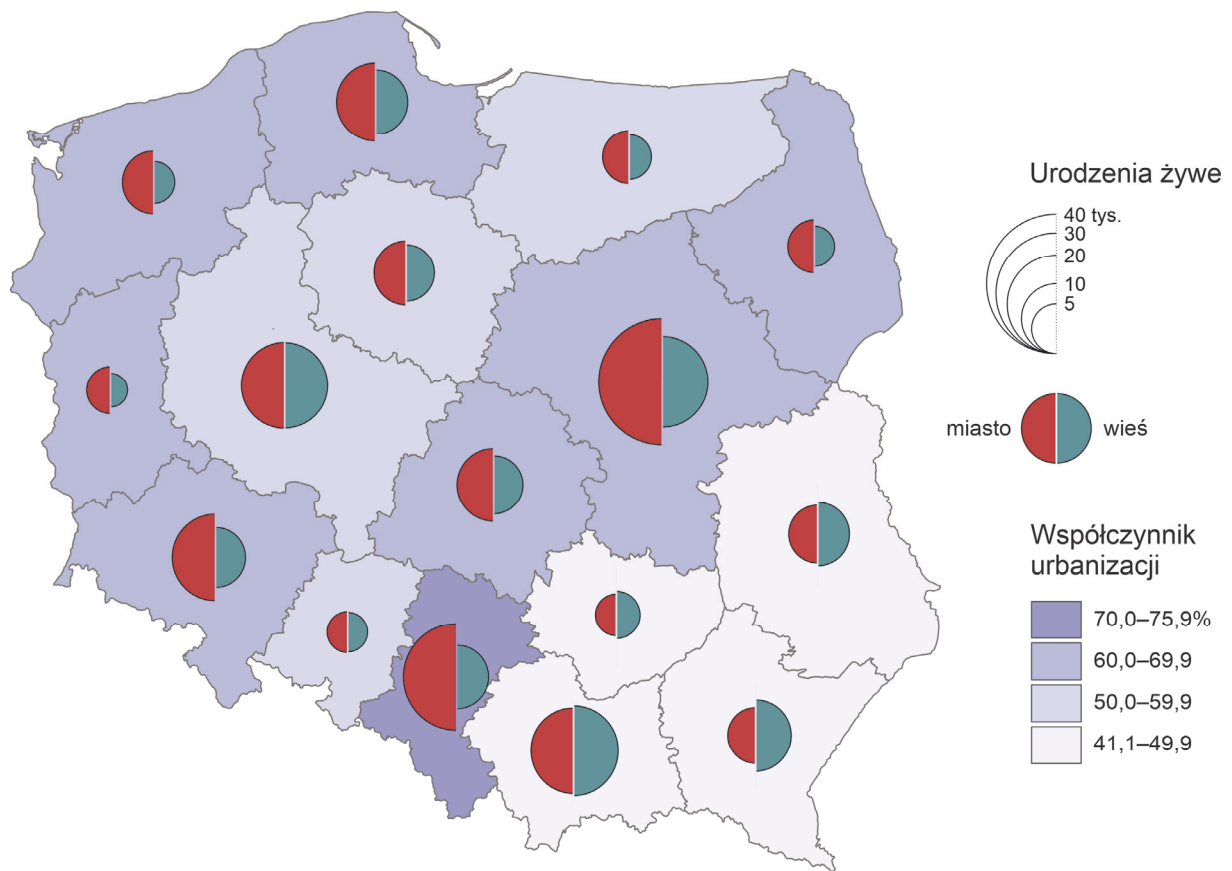 Urodzenia żywe
40 tys.
30
20
10
5
miasto wieś
Współczynnik
urbanizacji
70,0–75,9%
60,0–69,9
50,0–59,9
41,1–49,9